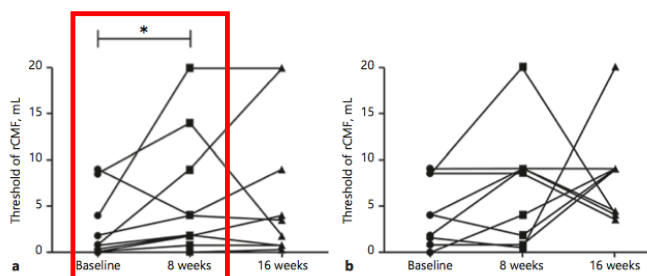 *
20
15
10
5
0
Threshold of rCMF, mL
Baseline
8 weeks
16 weeks
a
20
15
10
5
0
Threshold of rCMF, mL
Baseline
8 weeks
16 weeks
b